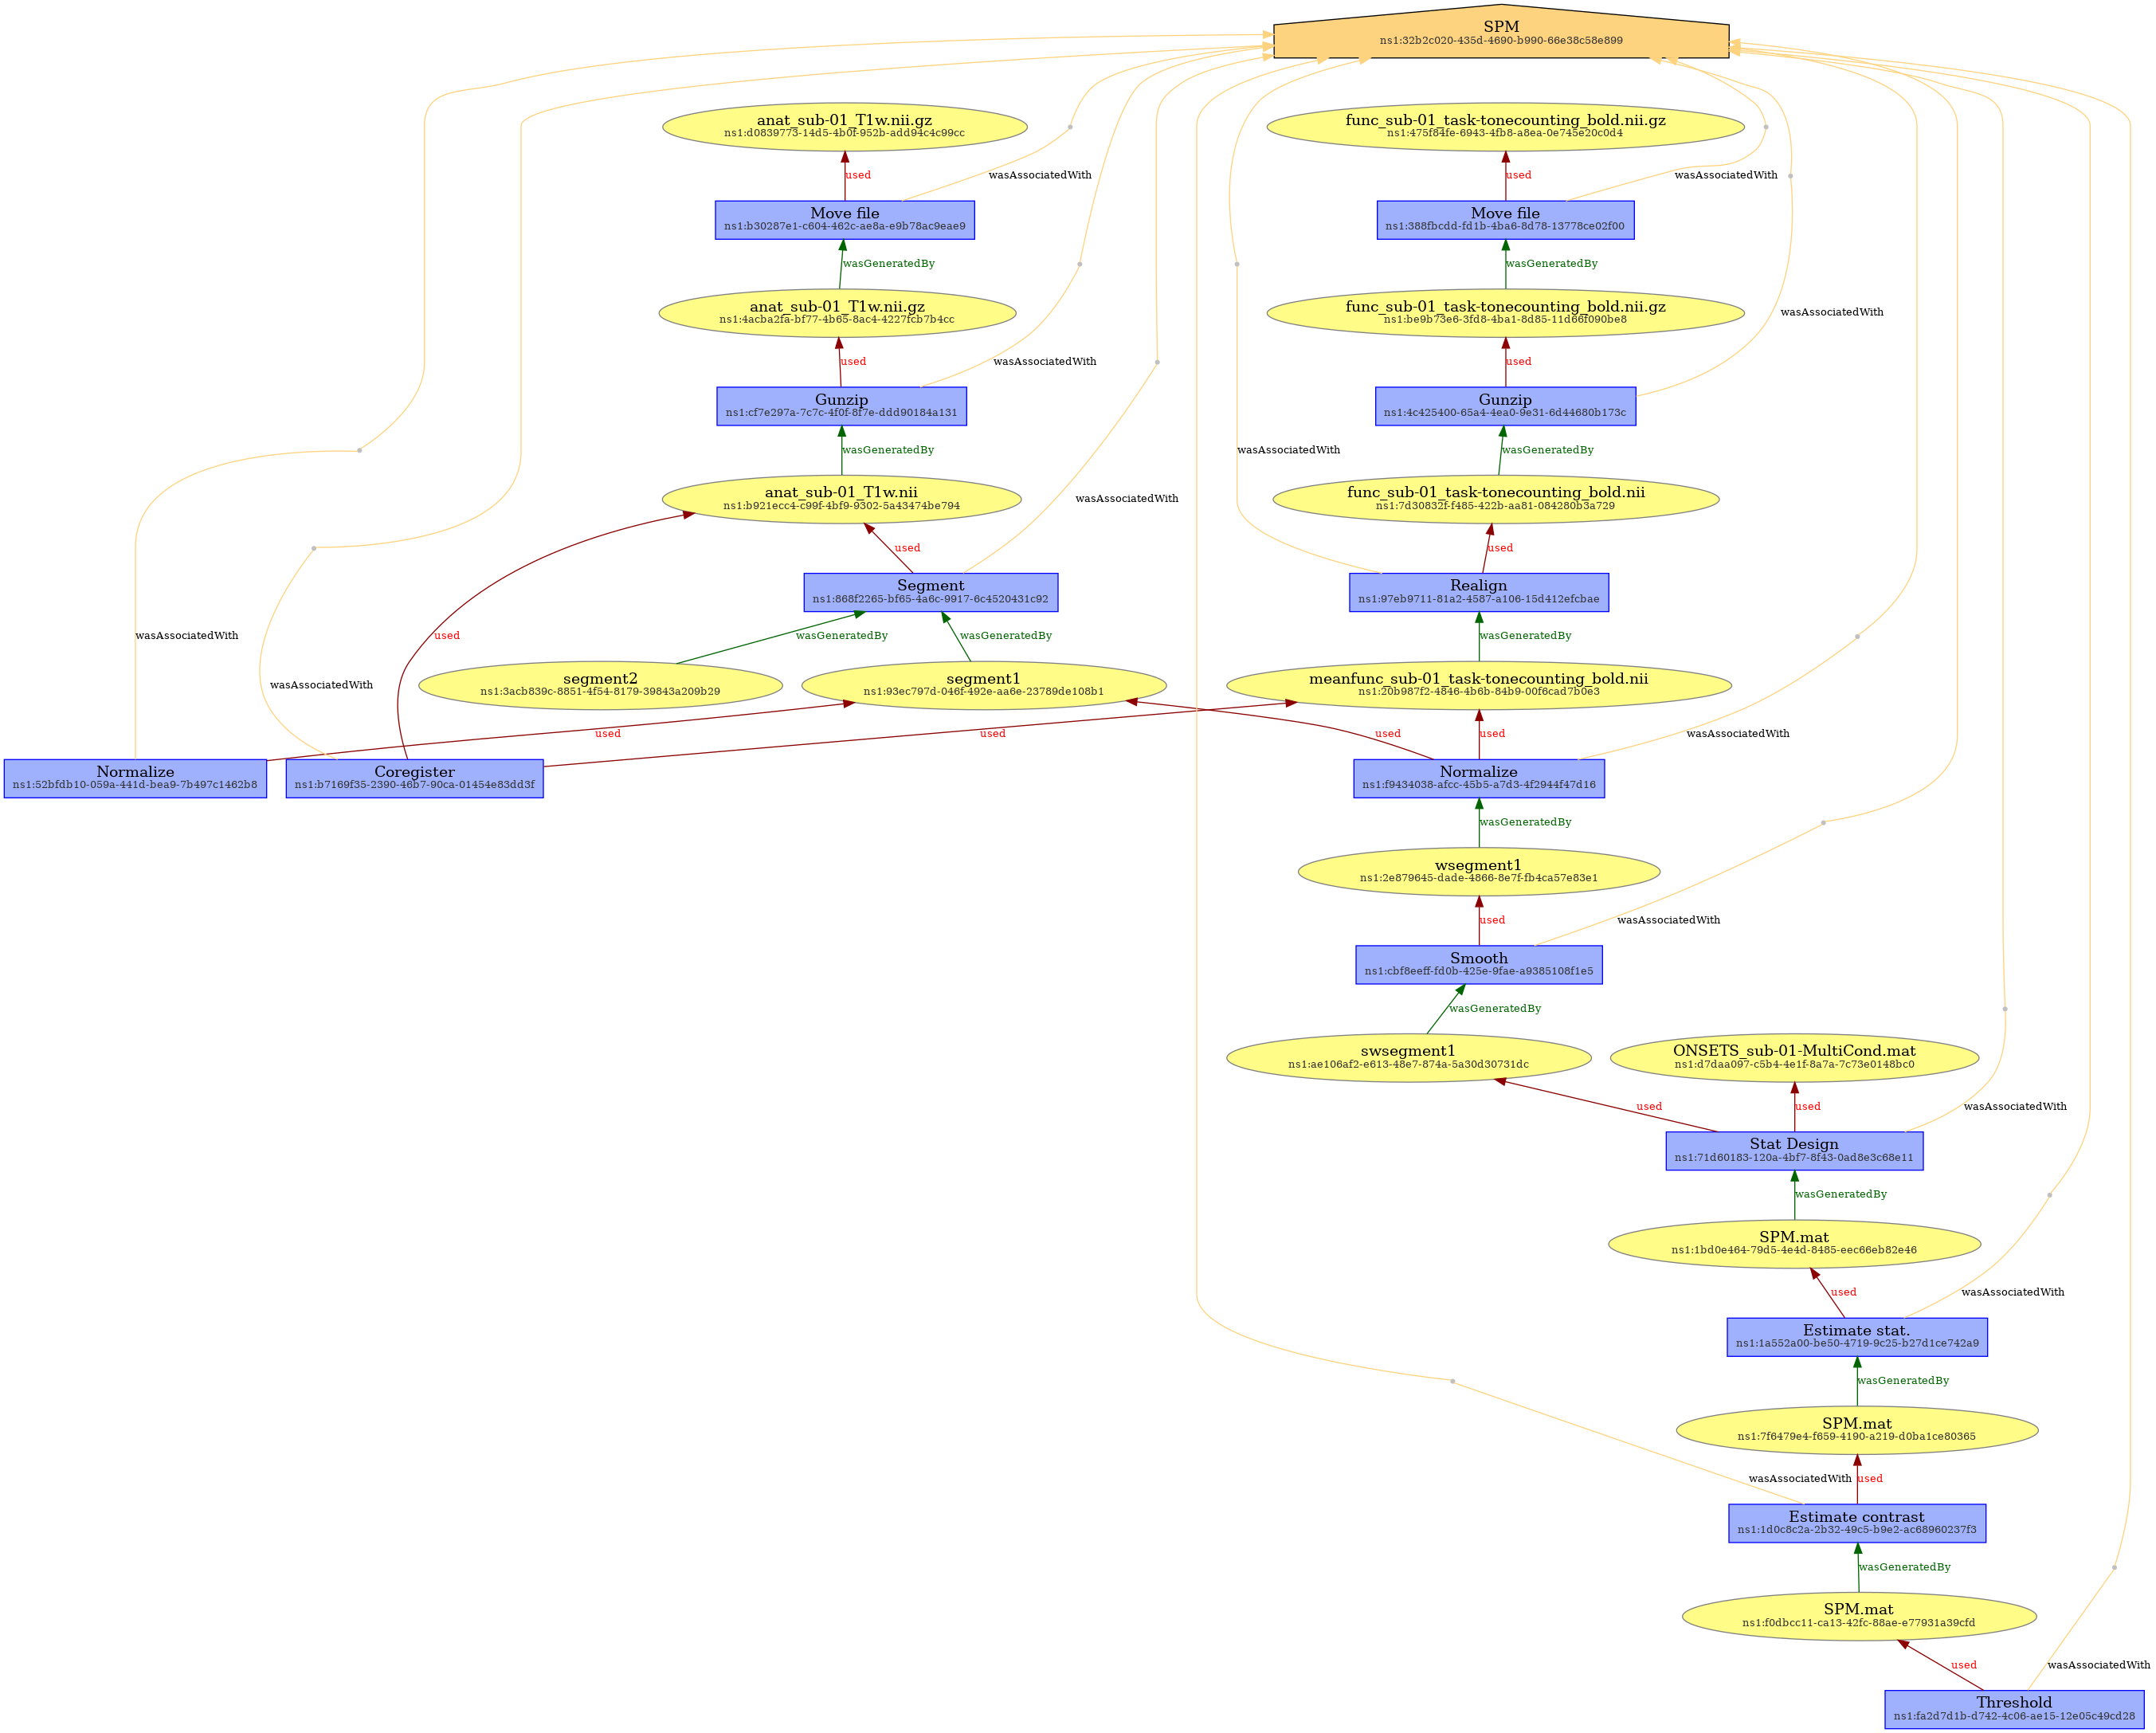 SPM
ns1:32b2c020-435d-4690-b990-66e38c58e899
anat_sub-01_T1w.nii.gz
ns1:d0839773-14d5-4b0f-952b-add94c4c99cc
func_sub-01_task-tonecounting_bold.nii.gz
ns1:475f84fe-6943-4fb8-a8ea-0e745e20c0d4
used
wasAssociatedWith
used
wasAssociatedWith
Move file
ns1:b30287e1-c604-462c-ae8a-e9b78ac9eae9
Move file
ns1:388fbcdd-fd1b-4ba6-8d78-13778ce02f00
wasGeneratedBy
wasGeneratedBy
anat_sub-01_T1w.nii.gz
ns1:4acba2fa-bf77-4b65-8ac4-4227fcb7b4cc
func_sub-01_task-tonecounting_bold.nii.gz
ns1:be9b73e6-3fd8-4ba1-8d85-11d66f090be8
wasAssociatedWith
used
wasAssociatedWith
used
Gunzip
ns1:cf7e297a-7c7c-4f0f-8f7e-ddd90184a131
Gunzip
ns1:4c425400-65a4-4ea0-9e31-6d44680b173c
wasGeneratedBy
wasAssociatedWith
wasGeneratedBy
anat_sub-01_T1w.nii
ns1:b921ecc4-c99f-4bf9-9302-5a43474be794
wasAssociatedWith
func_sub-01_task-tonecounting_bold.nii
ns1:7d30832f-f485-422b-aa81-084280b3a729
used
used
Segment
ns1:868f2265-bf65-4a6c-9917-6c4520431c92
Realign
ns1:97eb9711-81a2-4587-a106-15d412efcbae
wasAssociatedWith
used
wasGeneratedBy
wasGeneratedBy
wasGeneratedBy
wasAssociatedWith
segment2
ns1:3acb839c-8851-4f54-8179-39843a209b29
segment1
ns1:93ec797d-046f-492e-aa6e-23789de108b1
meanfunc_sub-01_task-tonecounting_bold.nii
ns1:20b987f2-4846-4b6b-84b9-00f6cad7b0e3
used
used
used
used
wasAssociatedWith
Normalize
ns1:52bfdb10-059a-441d-bea9-7b497c1462b8
Coregister
ns1:b7169f35-2390-46b7-90ca-01454e83dd3f
Normalize
ns1:f9434038-afcc-45b5-a7d3-4f2944f47d16
wasGeneratedBy
wsegment1
ns1:2e879645-dade-4866-8e7f-fb4ca57e83e1
used
wasAssociatedWith
Smooth
ns1:cbf8eeff-fd0b-425e-9fae-a9385108f1e5
wasGeneratedBy
swsegment1
ns1:ae106af2-e613-48e7-874a-5a30d30731dc
ONSETS_sub-01-MultiCond.mat
ns1:d7daa097-c5b4-4e1f-8a7a-7c73e0148bc0
used
used
wasAssociatedWith
Stat Design
ns1:71d60183-120a-4bf7-8f43-0ad8e3c68e11
wasGeneratedBy
SPM.mat
ns1:1bd0e464-79d5-4e4d-8485-eec66eb82e46
used
wasAssociatedWith
Estimate stat.
ns1:1a552a00-be50-4719-9c25-b27d1ce742a9
wasGeneratedBy
SPM.mat
ns1:7f6479e4-f659-4190-a219-d0ba1ce80365
wasAssociatedWith
used
Estimate contrast
ns1:1d0c8c2a-2b32-49c5-b9e2-ac68960237f3
wasGeneratedBy
SPM.mat
ns1:f0dbcc11-ca13-42fc-88ae-e77931a39cfd
used
wasAssociatedWith
Threshold
ns1:fa2d7d1b-d742-4c06-ae15-12e05c49cd28